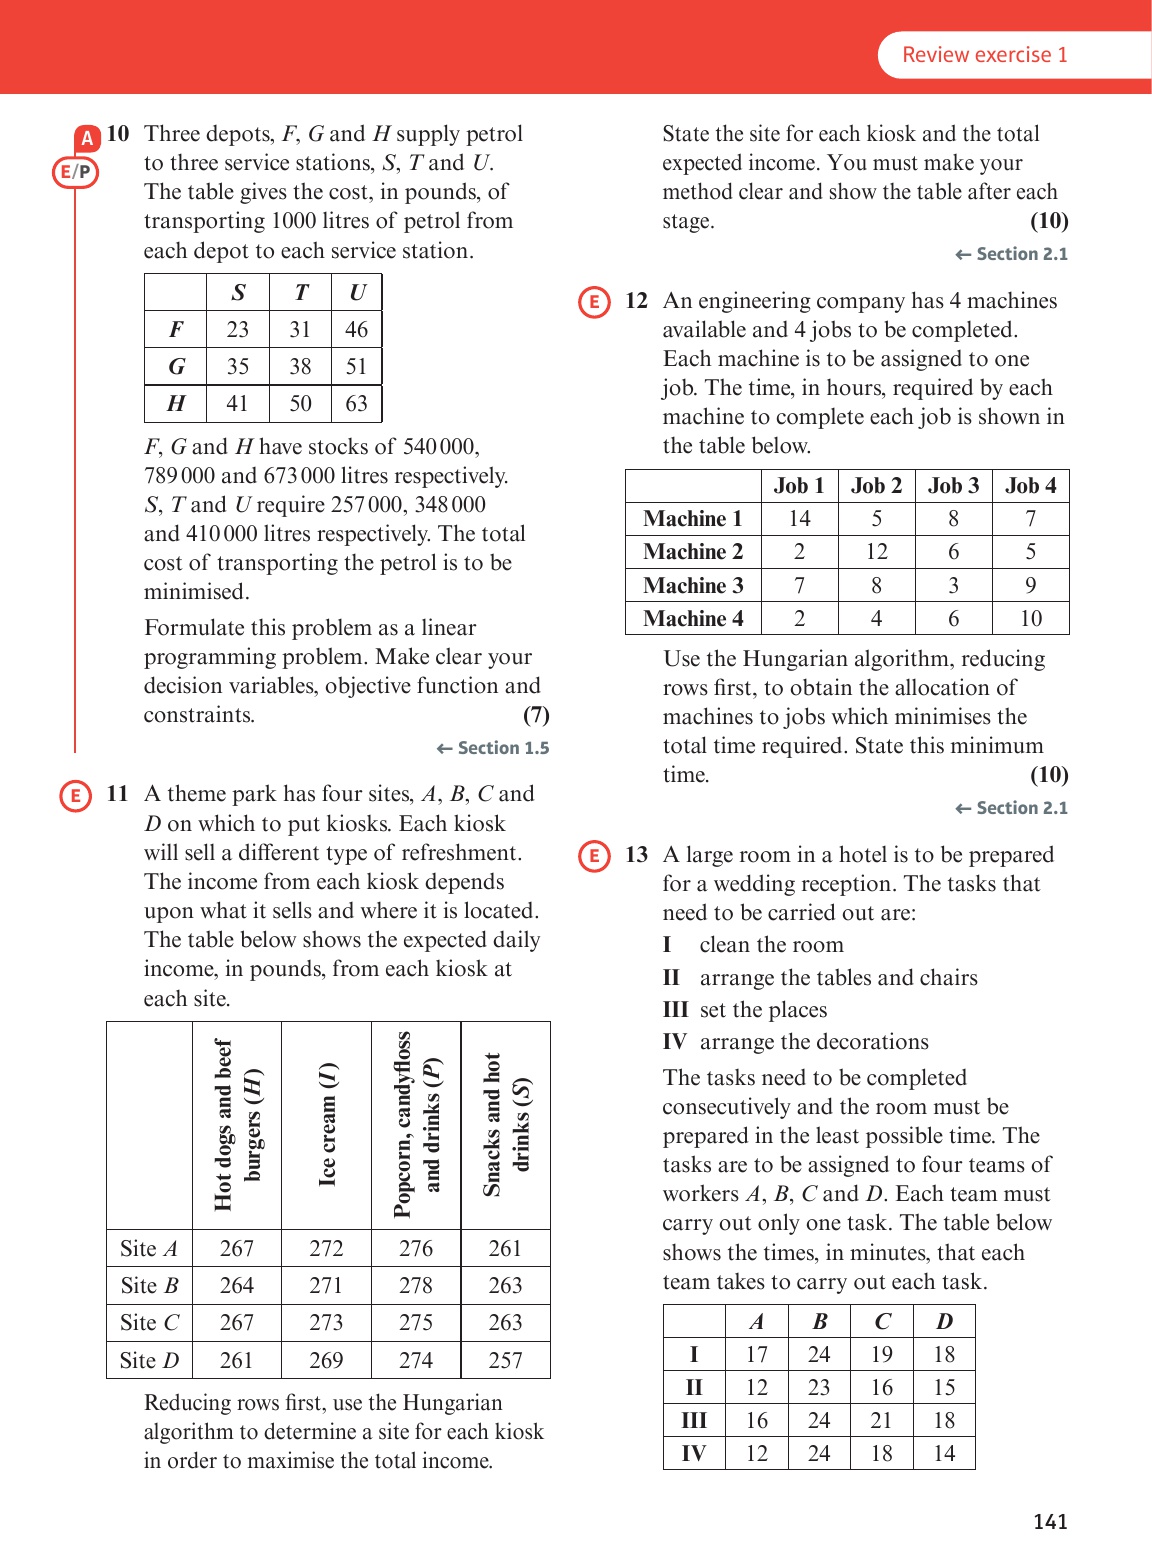 Review exercise 1
A
E/P
10 Three depots, F, G and H supply petrol
to three service stations, S, T and U.
The table gives the cost, in pounds, of
transporting 1000 litres of petrol from
each depot to each service station.
S T U
F 23 31 46
G 35 38 51
H 41 50 63
F, G and H have stocks of 540 000,
789 000 and 673 000 litres respectively.
S, T and U require 257 000, 348 000
and 410 000 litres respectively. The total
cost of transporting the petrol is to be
minimised.
Formulate this problem as a linear
programming problem. Make clear your
decision variables, objective function and
constraints. (7)
← Section 1.5
E
11 A theme park has four sites, A, B, C and
D on which to put kiosks. Each kiosk
will sell a different type of refreshment.
The income from each kiosk depends
upon what it sells and where it is located.
The table below shows the expected daily
income, in pounds, from each kiosk at
each site.
Hot dogs and beef
burgers (H)
Ice cream (I)
Popcorn, candyfloss
and drinks (P)
Snacks and hot
drinks (S)
Site A 267 272 276 261
Site B 264 271 278 263
Site C 267 273 275 263
Site D 261 269 274 257
Reducing rows first, use the Hungarian
algorithm to determine a site for each kiosk
in order to maximise the total income.
State the site for each kiosk and the total
expected income. You must make your
method clear and show the table after each
stage. (10)
← Section 2.1
E
12 An engineering company has 4 machines
available and 4 jobs to be completed.
Each machine is to be assigned to one
job. The time, in hours, required by each
machine to complete each job is shown in
the table below.
Job 1 Job 2 Job 3 Job 4
Machine 1 14 5 8 7
Machine 2 2 12 6 5
Machine 3 7 8 3 9
Machine 4 2 4 6 10
Use the Hungarian algorithm, reducing
rows first, to obtain the allocation of
machines to jobs which minimises the
total time required. State this minimum
time. (10)
← Section 2.1
E
13 A large room in a hotel is to be prepared
for a wedding reception. The tasks that
need to be carried out are:
I clean the room
II arrange the tables and chairs
III set the places
IV arrange the decorations
The tasks need to be completed
consecutively and the room must be
prepared in the least possible time. The
tasks are to be assigned to four teams of
workers A, B, C and D. Each team must
carry out only one task. The table below
shows the times, in minutes, that each
team takes to carry out each task.
A B C D
I 17 24 19 18
II 12 23 16 15
III 16 24 21 18
IV 12 24 18 14
141